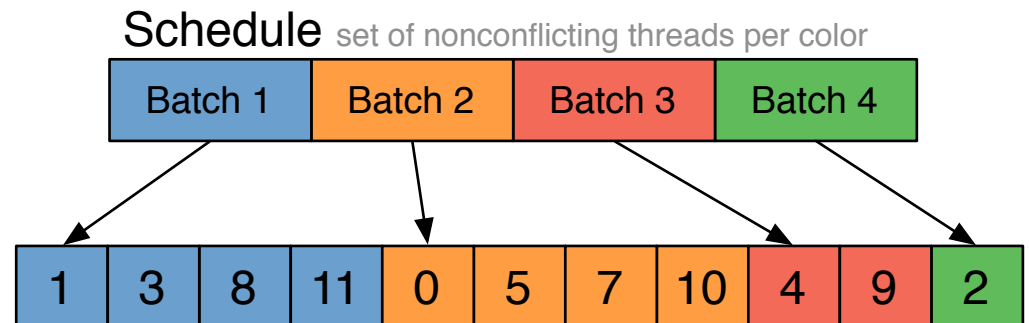 Schedule set of nonconflicting threads per color
Batch 1 Batch 2 Batch 3 Batch 4
1 3 8 11 0 5 7 10 4 9 2